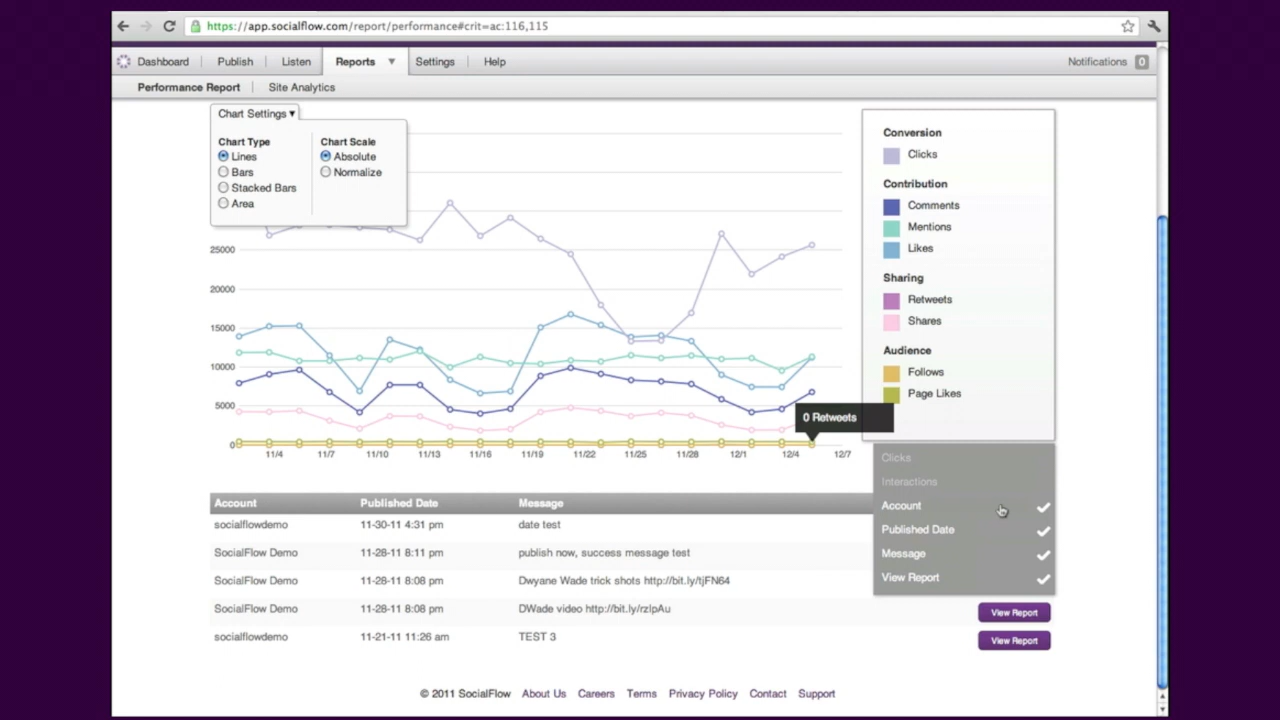 https://app.socialflow.com/report/performance#crit=ac:116,115
Dashboard Publish Listen Reports ▼ Settings Help Notifications 0
Performance Report Site Analytics
Chart Settings ▾
Chart Type Chart Scale
Lines Absolute
Bars Normalize
Stacked Bars
Area
25000
20000
15000
10000
5000
0
11/4 11/7 11/10 11/13 11/16 11/19 11/22 11/25 11/28 12/1 12/4 12/7
0 Retweets
Conversion
Clicks
Contribution
Comments
Mentions
Likes
Sharing
Retweets
Shares
Audience
Follows
Page Likes
Clicks
Interactions
Account
Published Date
Message
View Report
Account Published Date Message
socialflowdemo 11-30-11 4:31 pm date test
SocialFlow Demo 11-28-11 8:11 pm publish now, success message test
SocialFlow Demo 11-28-11 8:08 pm Dwyane Wade trick shots http://bit.ly/tjFN64
SocialFlow Demo 11-28-11 8:08 pm DWade video http://bit.ly/rzlpAu View Report
socialflowdemo 11-21-11 11:26 am TEST 3 View Report
© 2011 SocialFlow About Us Careers Terms Privacy Policy Contact Support